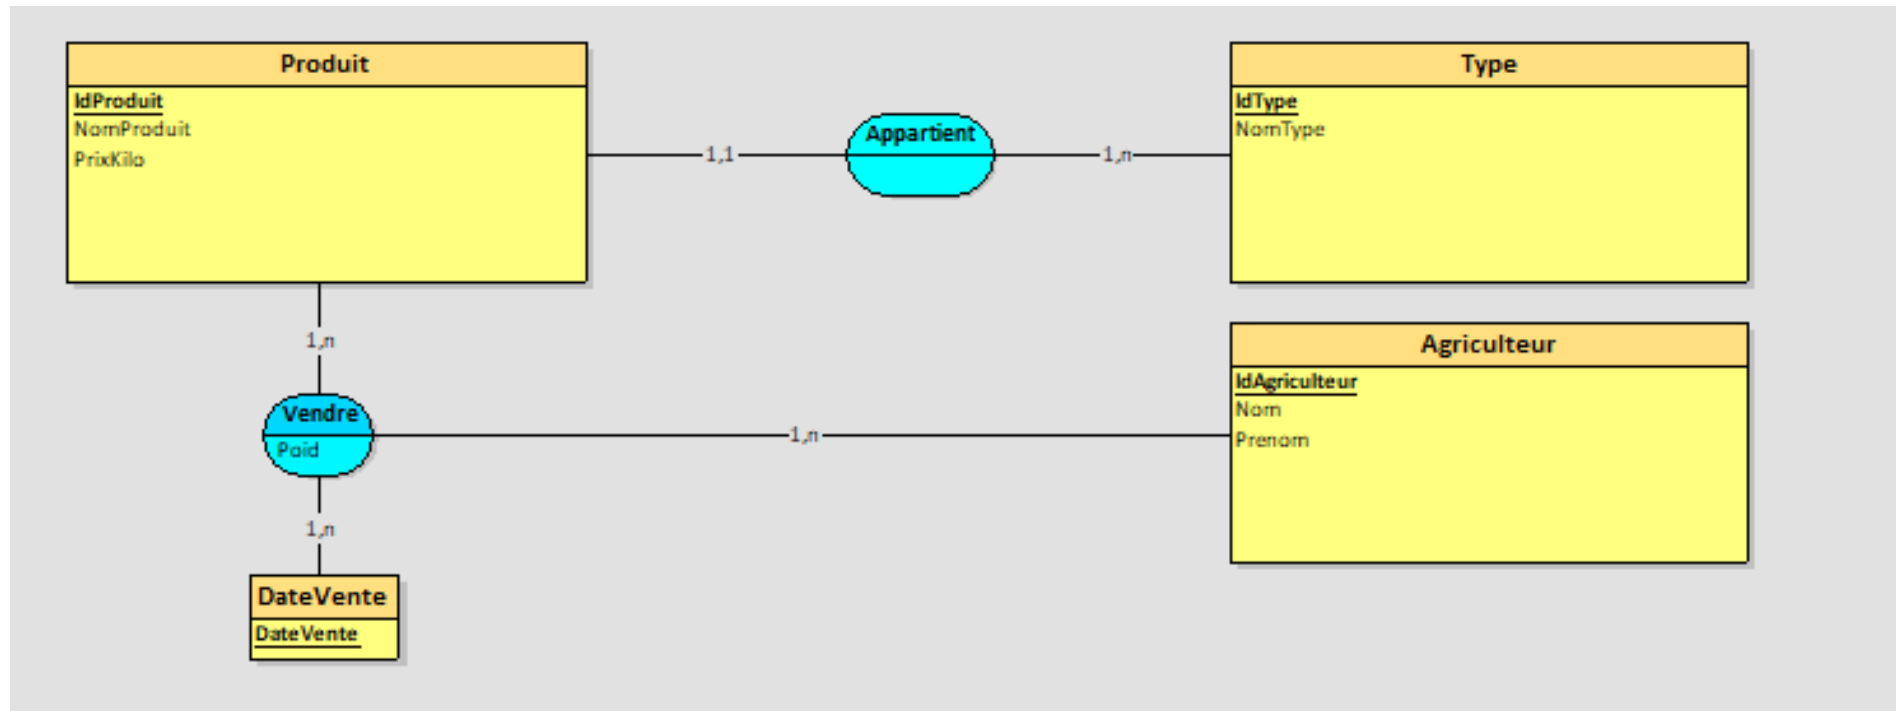 Produit
IdProduit
NomProduit
PrixKilo
1,1
Appartient
1,n
Type
IdType
NomType
1,n
Vendre
Poid
1,n
Agriculteur
IdAgriculteur
Nom
Prenom
1,n
DateVente
DateVente